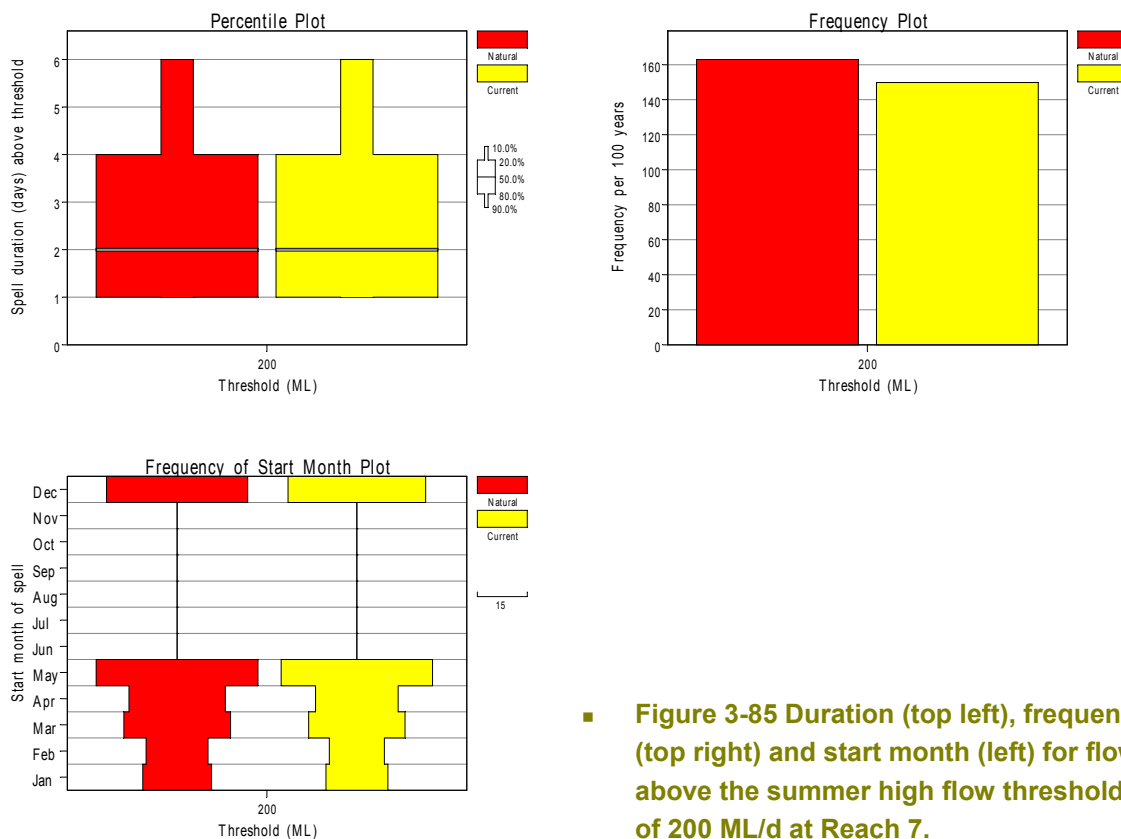 Percentile Plot
Spell duration (days) above threshold
6
5
4
3
2
1
0
200
Threshold (ML)
Natural
Current
10.0%
20.0%
50.0%
80.0%
90.0%
Frequency Plot
Frequency per 100 years
160
140
120
100
80
60
40
20
0
200
Threshold (ML)
Natural
Current
Frequency of Start Month Plot
Start month of spell
Dec
Nov
Oct
Sep
Aug
Jul
Jun
May
Apr
Mar
Feb
Jan
200
Threshold (ML)
Natural
Current
15
▪ Figure 3-85 Duration (top left), frequen
(top right) and start month (left) for flow
above the summer high flow threshold
of 200 ML/d at Reach 7.